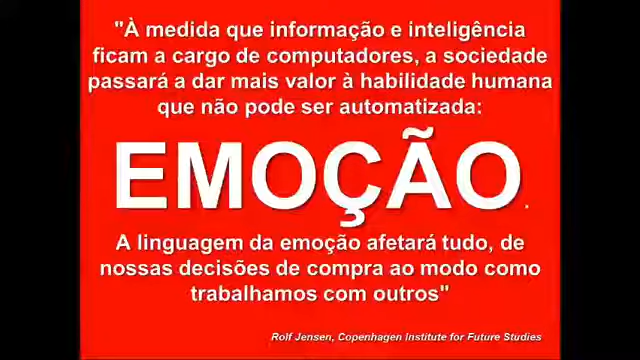 "À medida que informação e inteligência
ficam a cargo de computadores, a sociedade
passará a dar mais valor à habilidade humana
que não pode ser automatizada:
EMOÇÃO.
A linguagem da emoção afetará tudo, de
nossas decisões de compra ao modo como
trabalhamos com outros"
Rolf Jensen, Copenhagen Institute for Future Studies